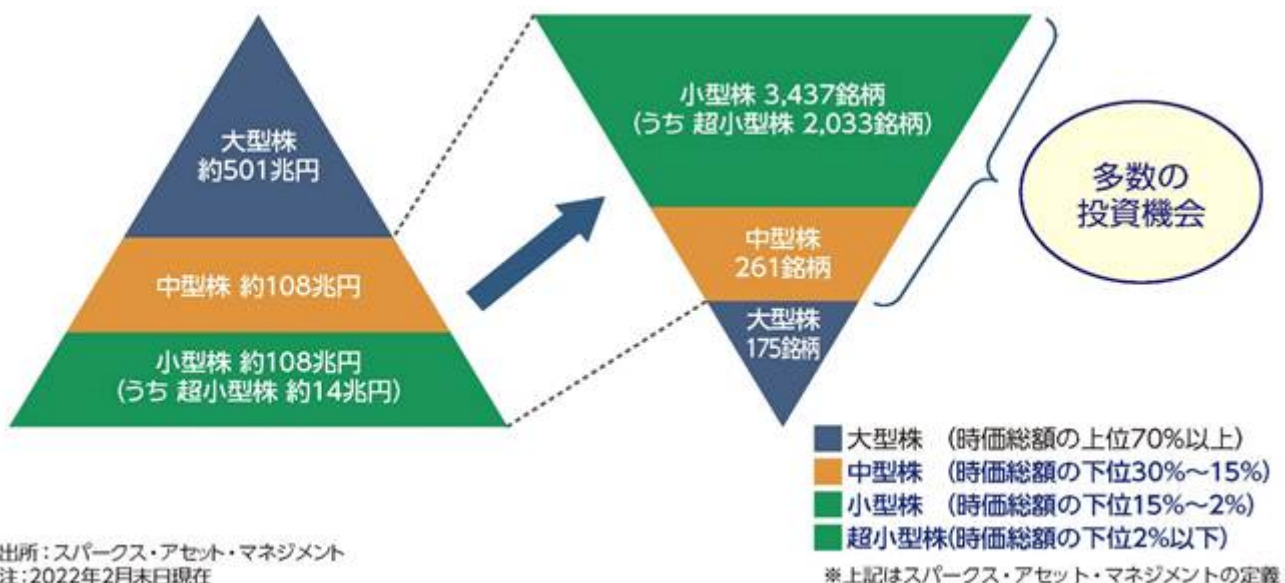 大型株
約501兆円
中型株 約108兆円
小型株 約108兆円
(うち 超小型株 約14兆円)
小型株 3,437銘柄
(うち 超小型株 2,033銘柄)
中型株
261銘柄
大型株
175銘柄
多数の
投資機会
大型株 (時価総額の上位70%以上)
中型株 (時価総額の下位30%～15%)
小型株 (時価総額の下位15%～2%)
超小型株(時価総額の下位2%以下)
※上記はスパークス・アセット・マネジメントの定義
出所：スパークス・アセット・マネジメント
注：2022年2月末日現在